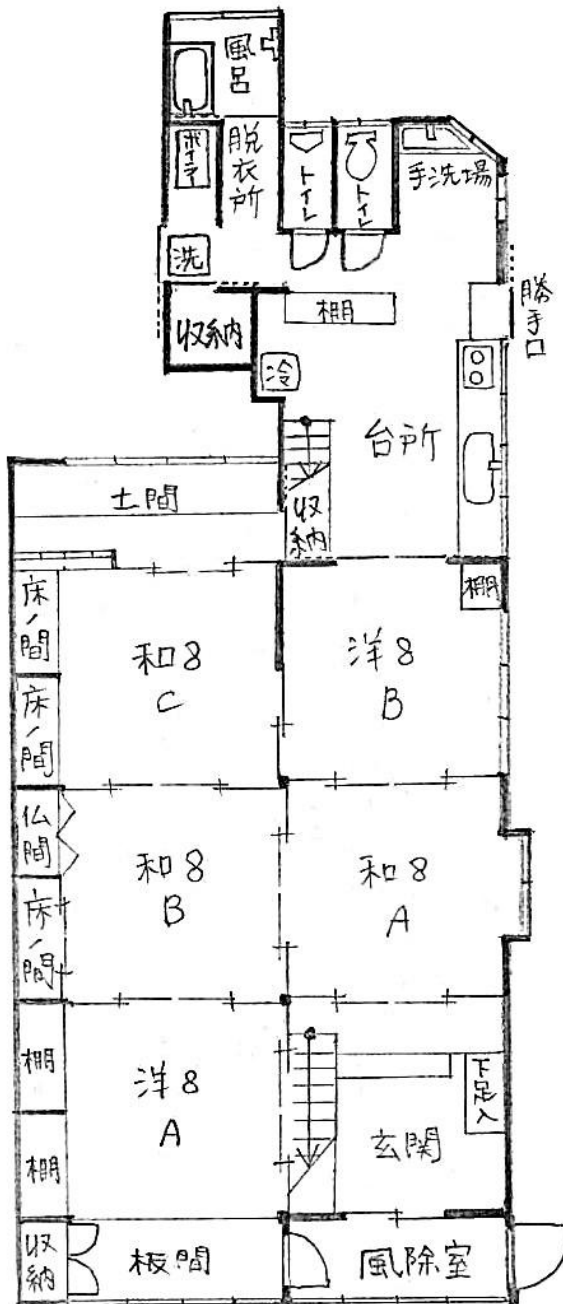 風呂
ボイラ
脱衣所
トイレ
トイレ
手洗場
洗
収納
棚
冷
勝手口
台所
収納
土間
床ノ間
和8
C
洋8
B
棚
床ノ間
仏間
和8
B
和8
A
床ノ間
棚
洋8
A
棚
下足入
玄関
収納
板間
風除室